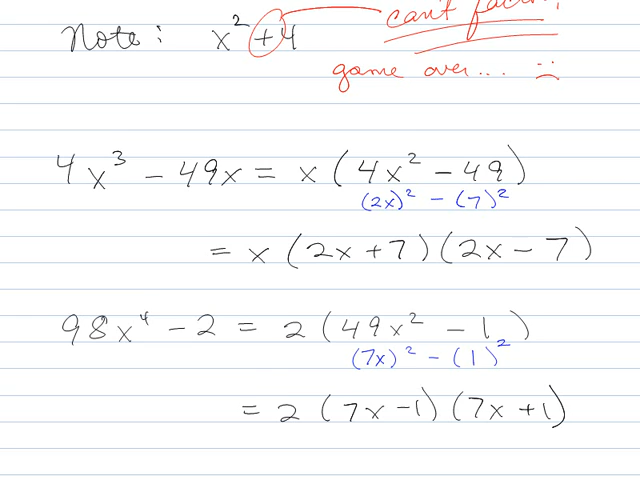 can't factor,
Note: x² + 4
game over... :(
4x³ - 49x = x (4x² - 49)
(2x)² - (7)²
= x (2x + 7) (2x - 7)
98x⁴ - 2 = 2 (49x² - 1)
(7x)² - (1)²
= 2 (7x - 1) (7x + 1)